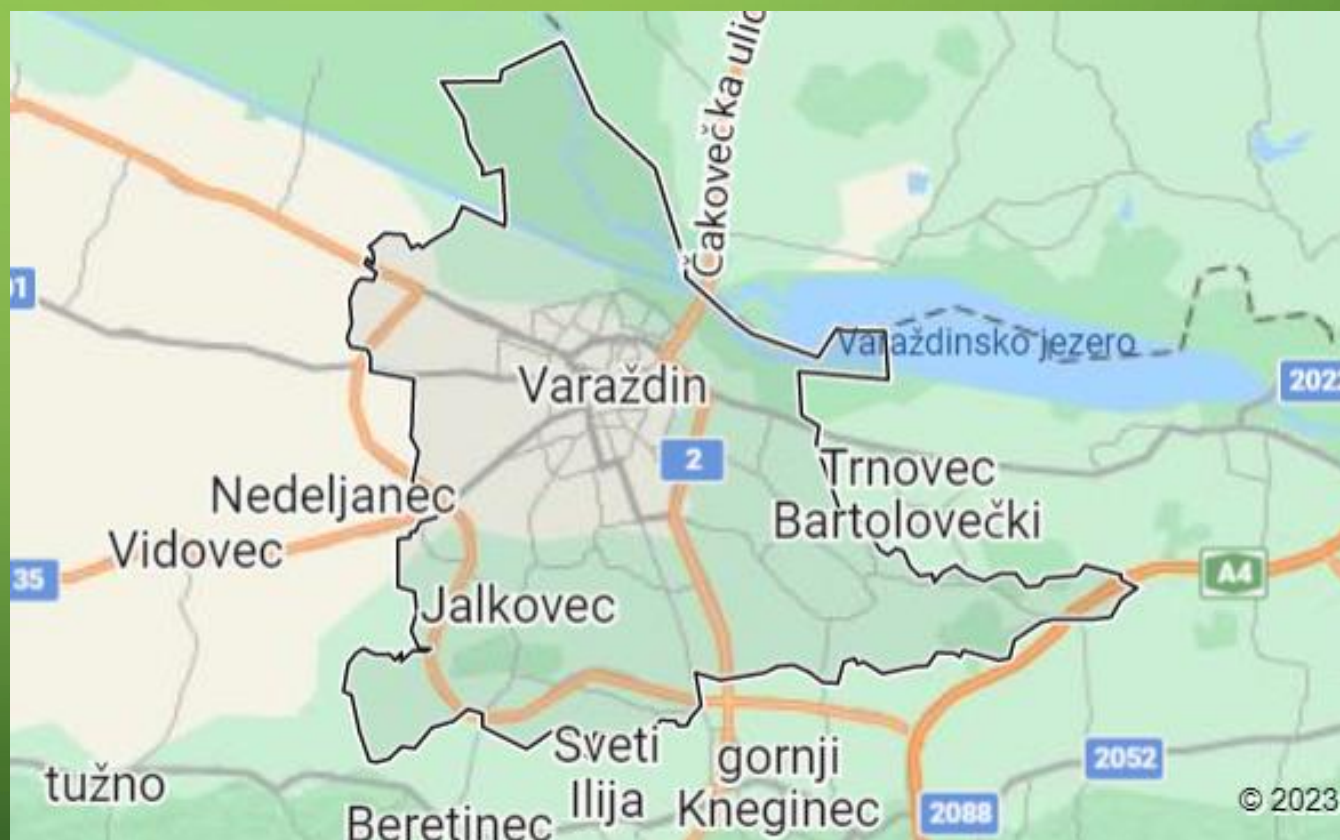 Čakovečka ulic
01
Varaždinsko jezero
Varaždin
2022
2
Trnovec
Bartolovečki
Nedeljanec
Vidovec
35
A4
Jalkovec
Sveti
Ilija
gornji
Kneginec
2052
tužno
Beretinec
2088
© 2023